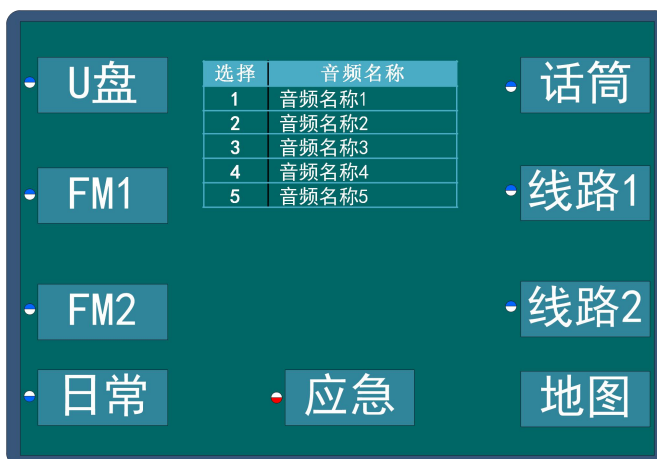 U盘
选择 音频名称
1 音频名称1
2 音频名称2
3 音频名称3
4 音频名称4
5 音频名称5
话筒
FM1
线路1
FM2
线路2
日常
应急
地图